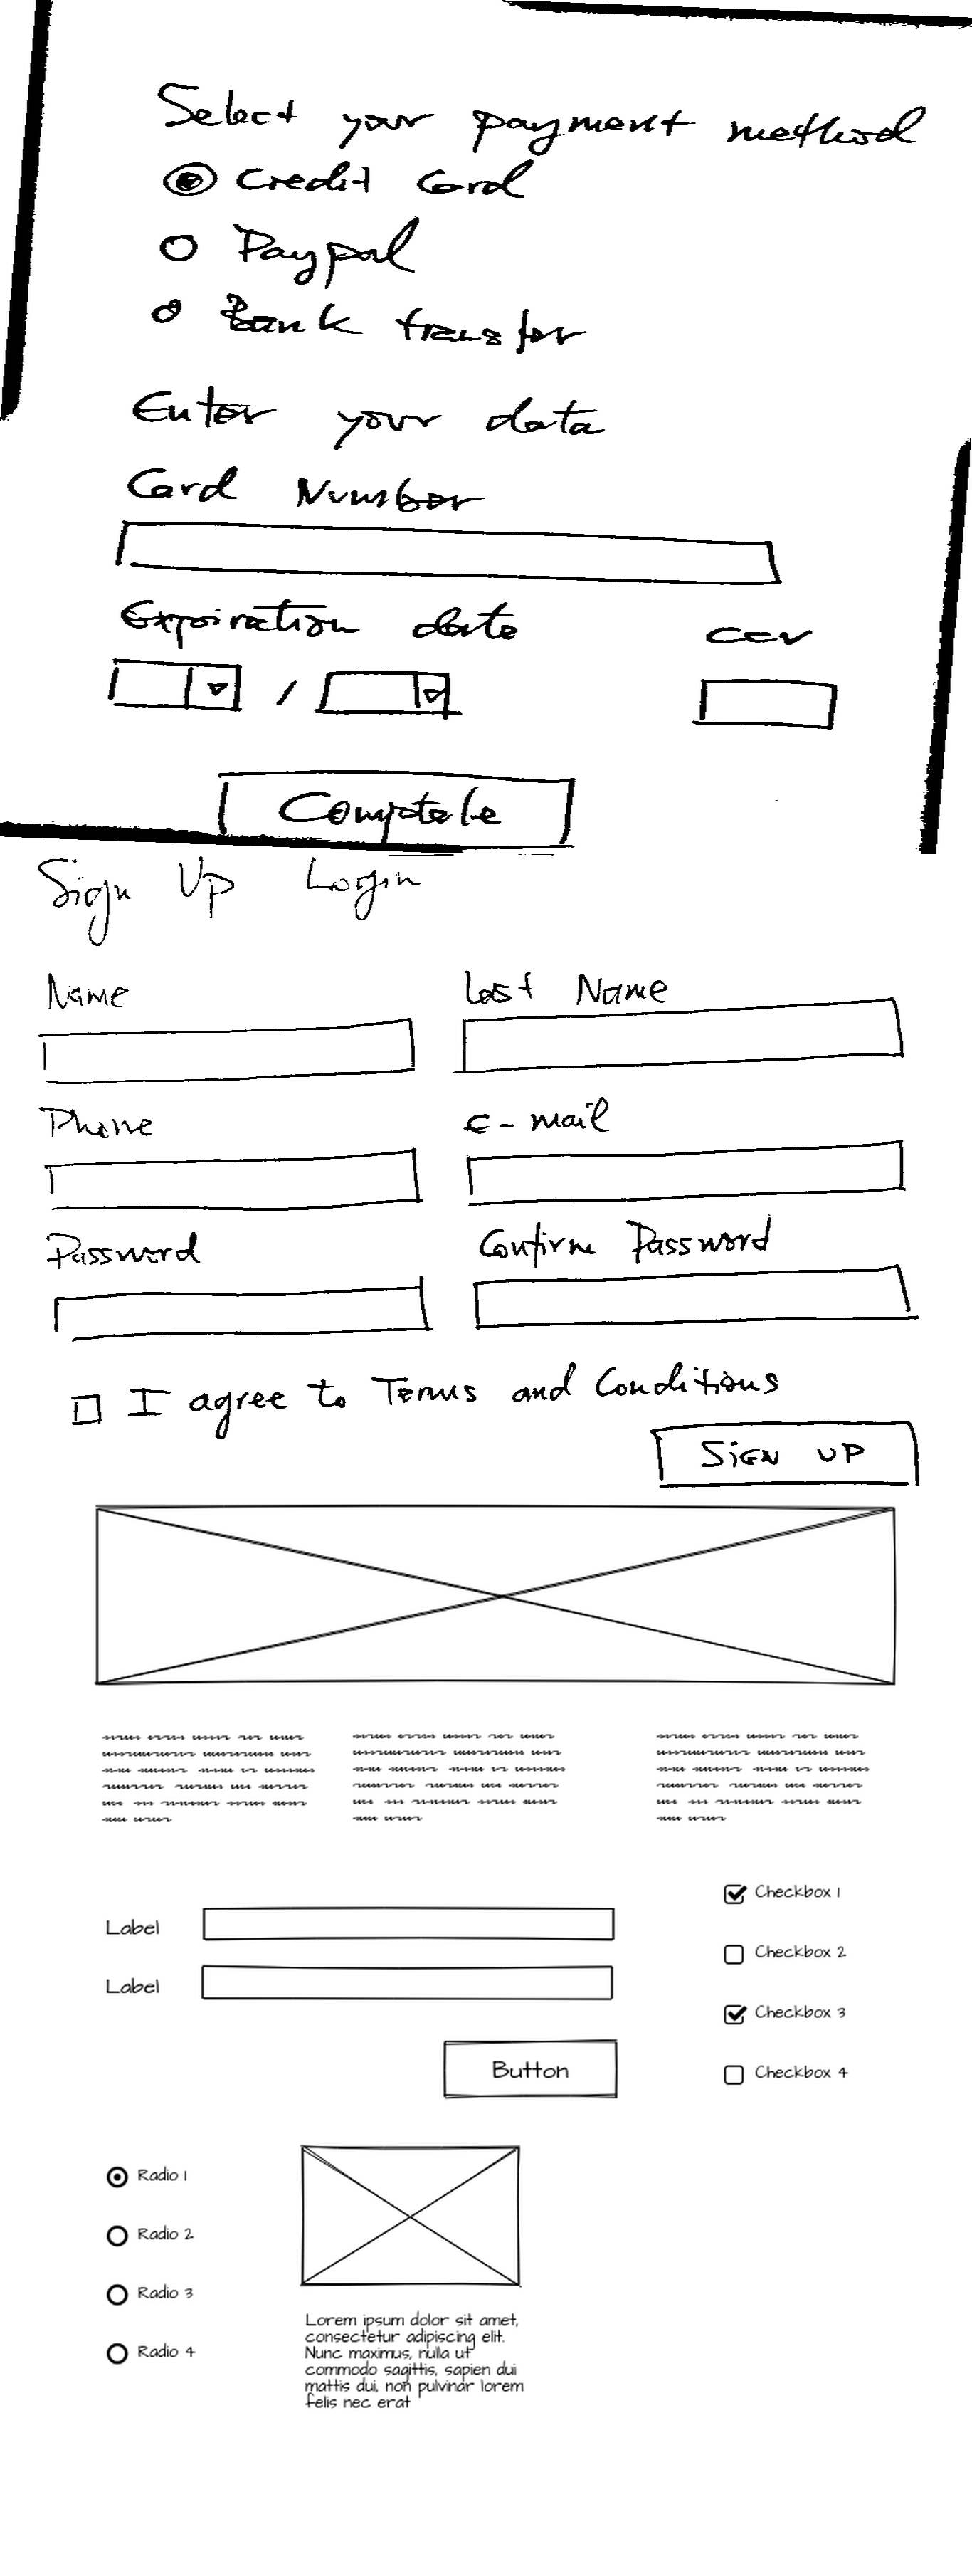 Select your payment method
Credit Card
Paypal
Bank transfer
Enter your data
Card Number
Expiration date
CCV
/
Complete
Sign Up Login
Name
Last Name
Phone
e-mail
Password
Confirm Password
I agree to Terms and Conditions
SiGN UP
Label
Label
Button
Checkbox 1
Checkbox 2
Checkbox 3
Checkbox 4
Radio 1
Radio 2
Radio 3
Radio 4
Lorem ipsum dolor sit amet,
consectetur adipiscing elit.
Nunc maximus, nulla ut
commodo sagittis, sapien dui
mattis dui, non pulvinar lorem
felis nec erat